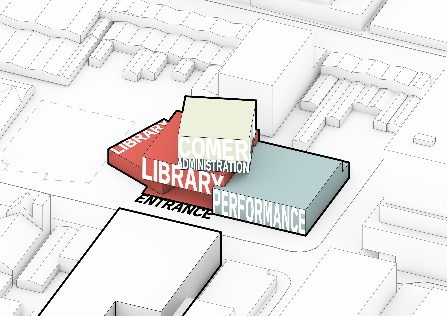 LIBRARY
COMER
ADMINISTRATION
LIBRARY
PERFORMANCE
ENTRANCE